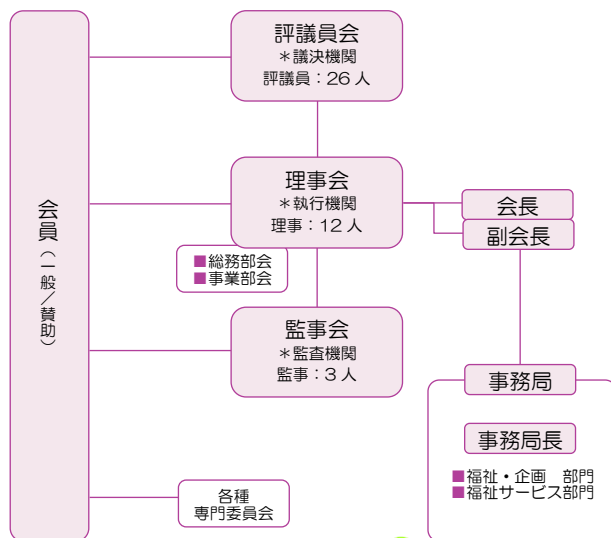 会員（一般／賛助）
評議員会
＊議決機関
評議員：26人
理事会
＊執行機関
理事：12人
■総務部会
■事業部会
監事会
＊監査機関
監事：3人
各種
専門委員会
会長
副会長
事務局
事務局長
■福祉・企画　部門
■福祉サービス部門